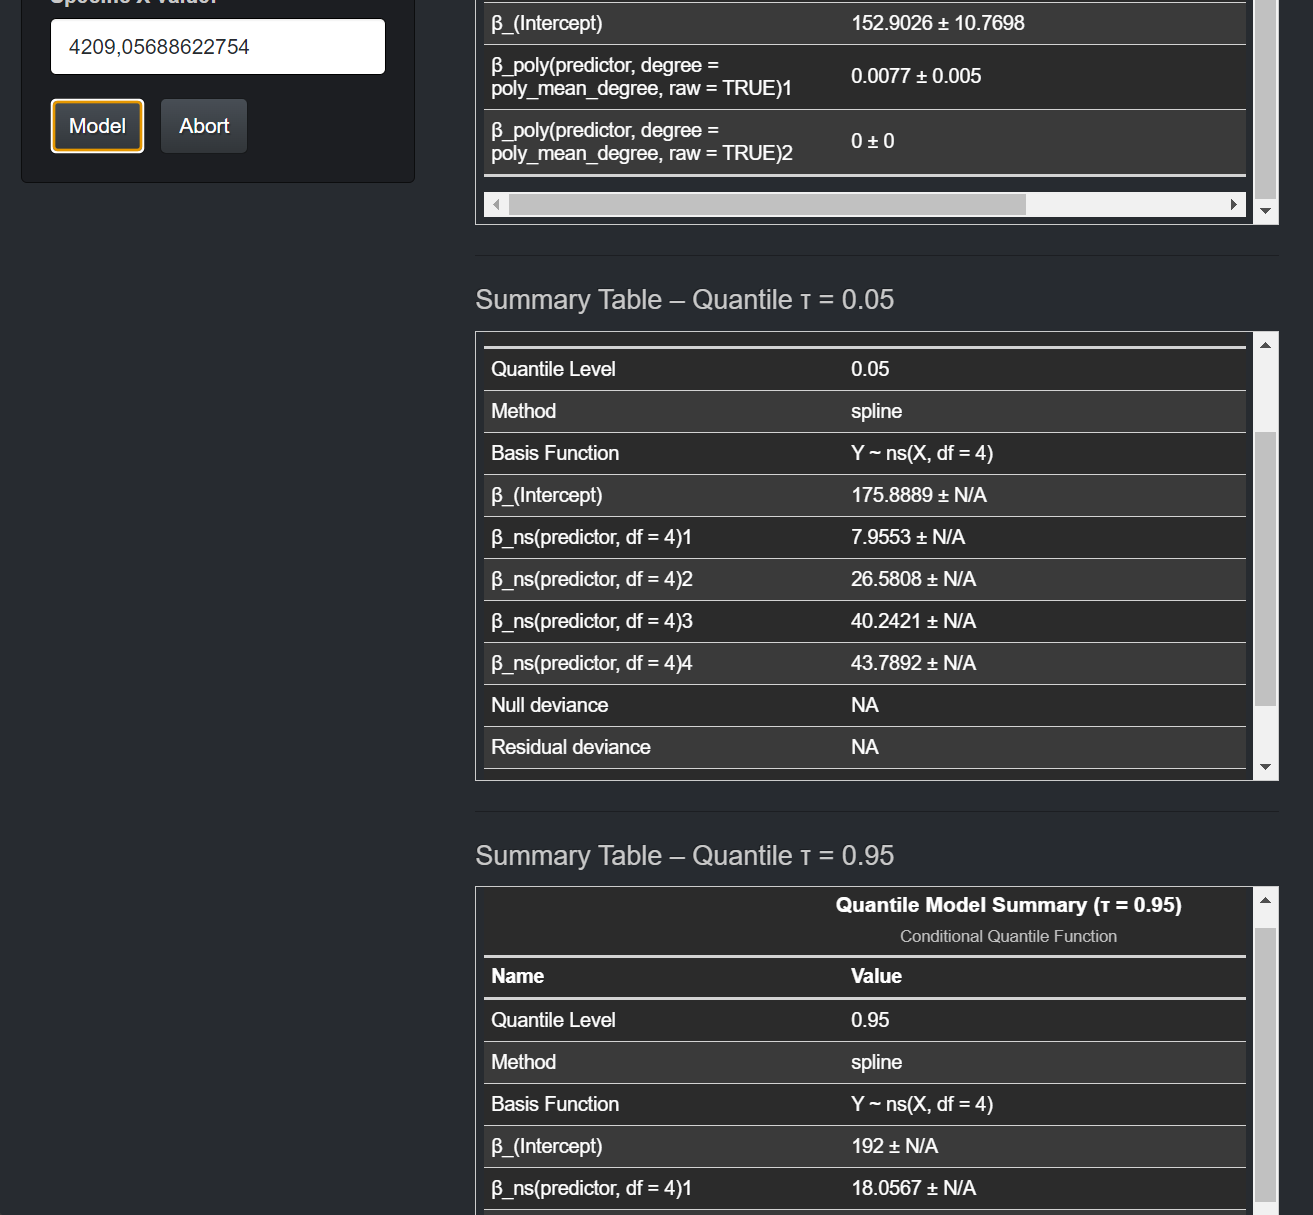 Specific X value:
4209,05688622754
Model Abort
β_(Intercept) 152.9026 ± 10.7698
β_poly(predictor, degree =
poly_mean_degree, raw = TRUE)1 0.0077 ± 0.005
β_poly(predictor, degree =
poly_mean_degree, raw = TRUE)2 0 ± 0
Summary Table – Quantile τ = 0.05
Quantile Level 0.05
Method spline
Basis Function Y ~ ns(X, df = 4)
β_(Intercept) 175.8889 ± N/A
β_ns(predictor, df = 4)1 7.9553 ± N/A
β_ns(predictor, df = 4)2 26.5808 ± N/A
β_ns(predictor, df = 4)3 40.2421 ± N/A
β_ns(predictor, df = 4)4 43.7892 ± N/A
Null deviance NA
Residual deviance NA
Summary Table – Quantile τ = 0.95
Quantile Model Summary (τ = 0.95)
Conditional Quantile Function
Name Value
Quantile Level 0.95
Method spline
Basis Function Y ~ ns(X, df = 4)
β_(Intercept) 192 ± N/A
β_ns(predictor, df = 4)1 18.0567 ± N/A